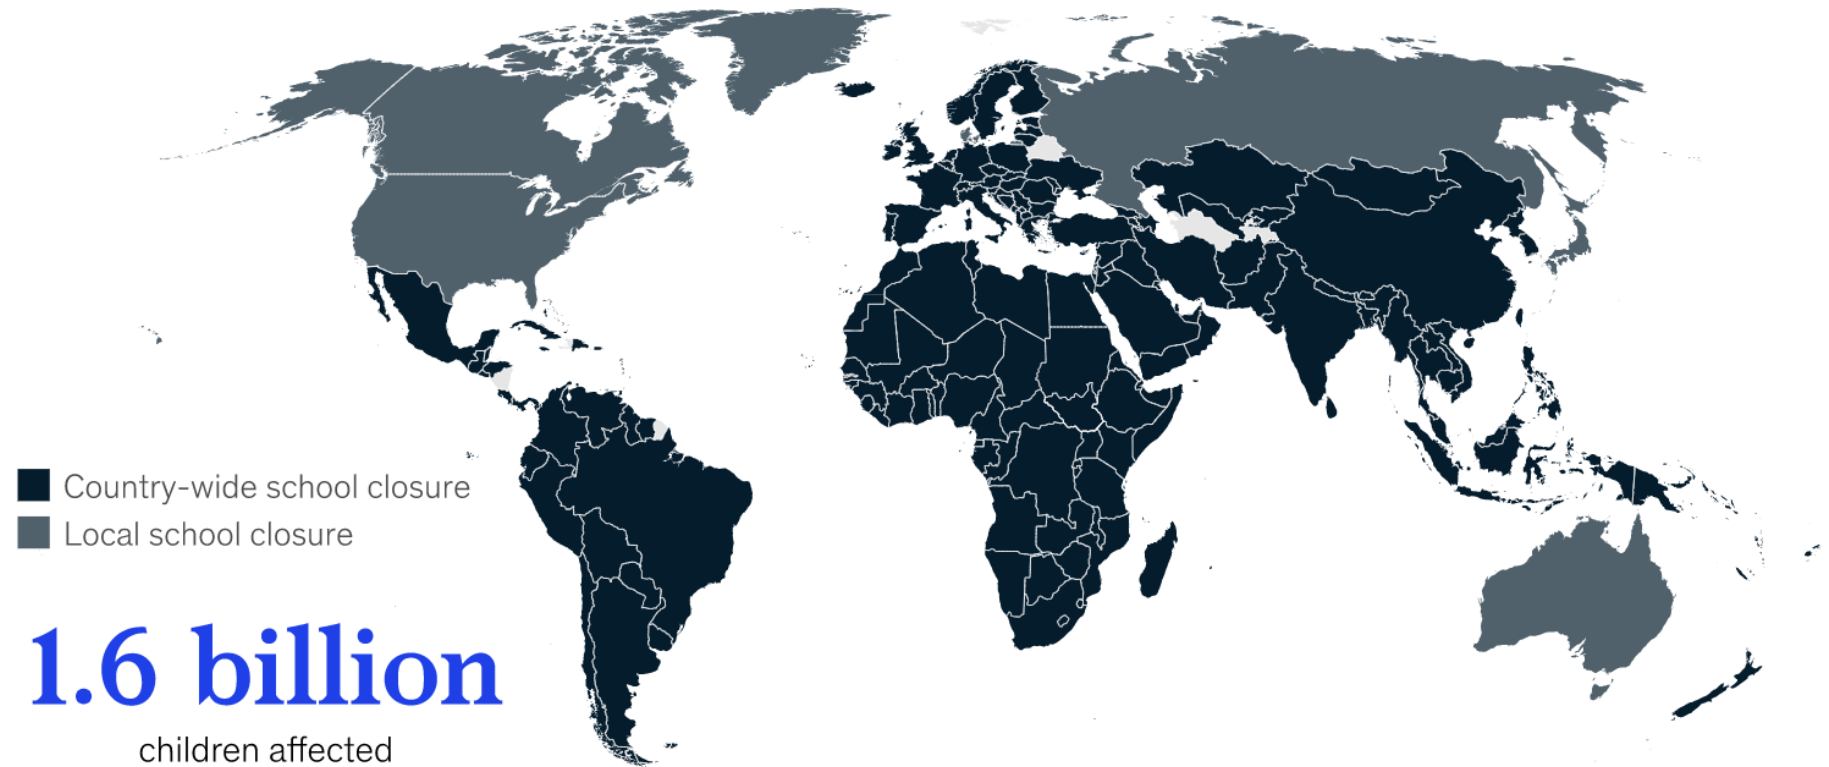 Country-wide school closure
Local school closure
1.6 billion
children affected